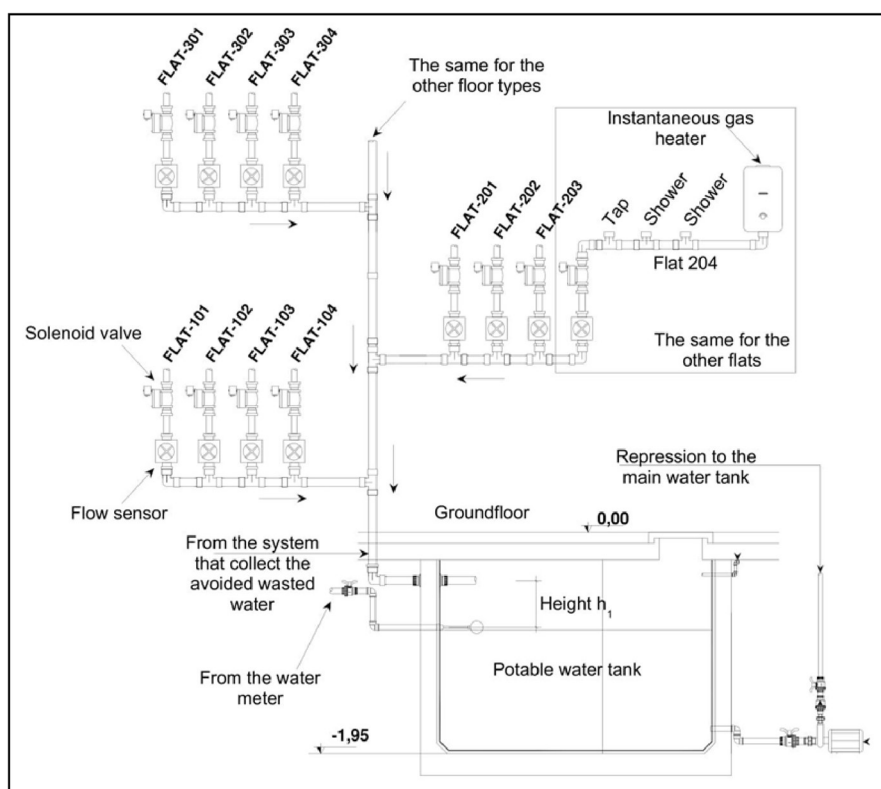 FLAT-301
FLAT-302
FLAT-303
FLAT-304
The same for the
other floor types
Instantaneous gas
heater
FLAT-201
FLAT-202
FLAT-203
Tap
Shower
Shower
Flat 204
The same for the
other flats
Solenoid valve
FLAT-101
FLAT-102
FLAT-103
FLAT-104
Flow sensor
Repression to the
main water tank
Groundfloor
0,00
From the system
that collect the
avoided wasted
water
Height h1
From the water
meter
Potable water tank
-1,95